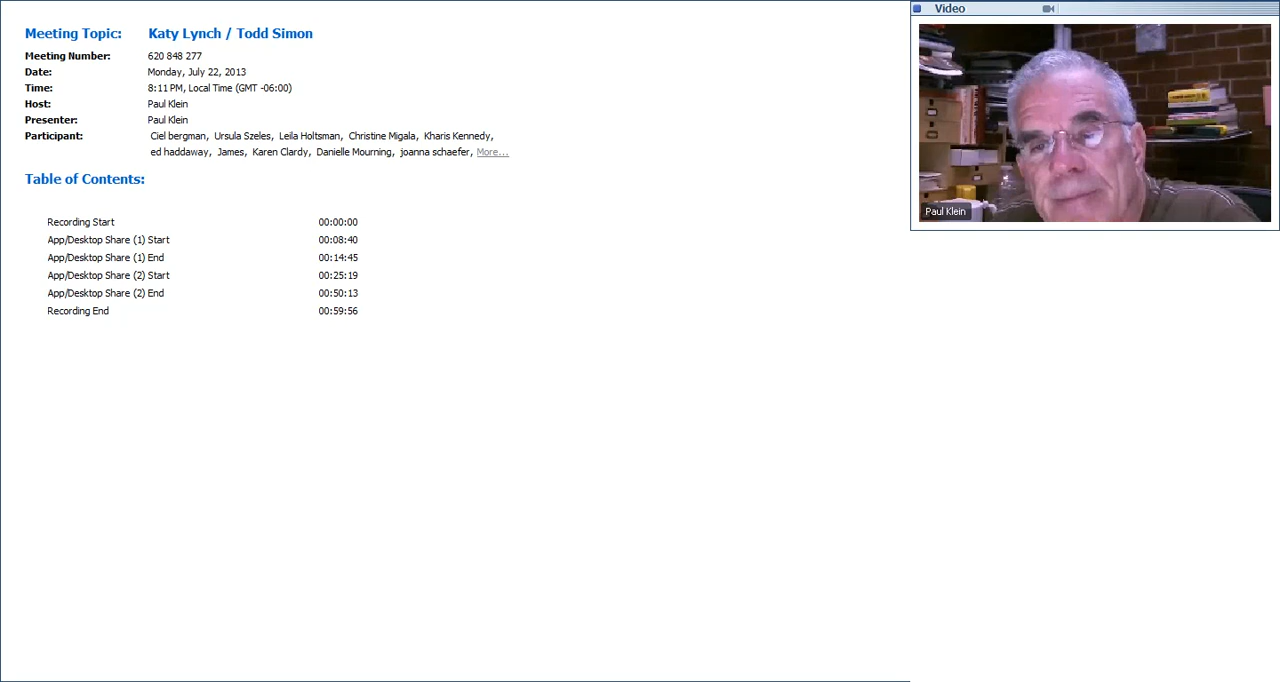 Meeting Topic: Katy Lynch / Todd Simon
Meeting Number: 620 848 277
Date: Monday, July 22, 2013
Time: 8:11 PM, Local Time (GMT -06:00)
Host: Paul Klein
Presenter: Paul Klein
Participant: Ciel bergman, Ursula Szeles, Leila Holtsman, Christine Migala, Kharis Kennedy,
ed haddaway, James, Karen Clardy, Danielle Mourning, joanna schaefer, More...
Table of Contents:
Recording Start 00:00:00
App/Desktop Share (1) Start 00:08:40
App/Desktop Share (1) End 00:14:45
App/Desktop Share (2) Start 00:25:19
App/Desktop Share (2) End 00:50:13
Recording End 00:59:56
Video
Paul Klein